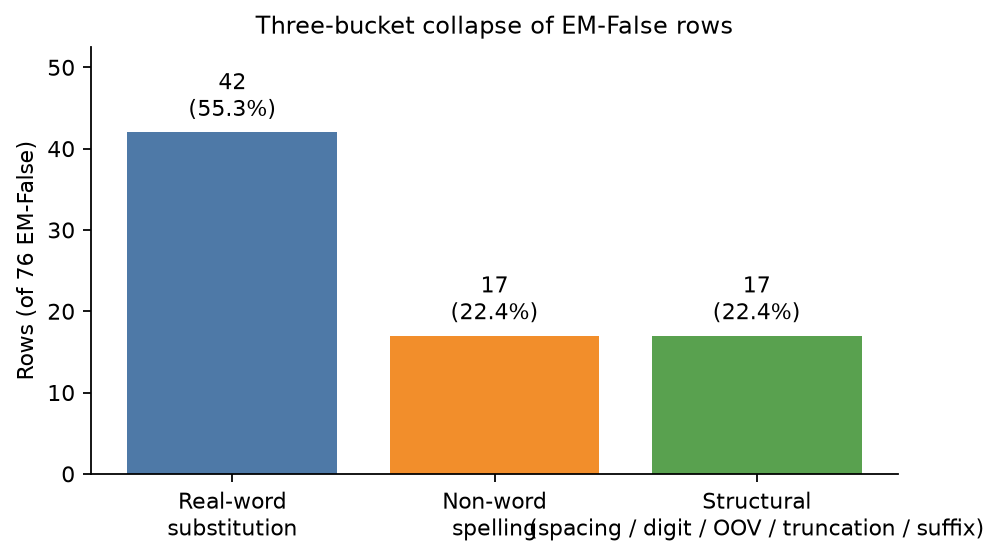 Three-bucket collapse of EM-False rows
Rows (of 76 EM-False)
50
40
30
20
10
0
42
(55.3%)
17
(22.4%)
17
(22.4%)
Real-word
substitution
Non-word
spelling
Structural
(spacing / digit / OOV / truncation / suffix)